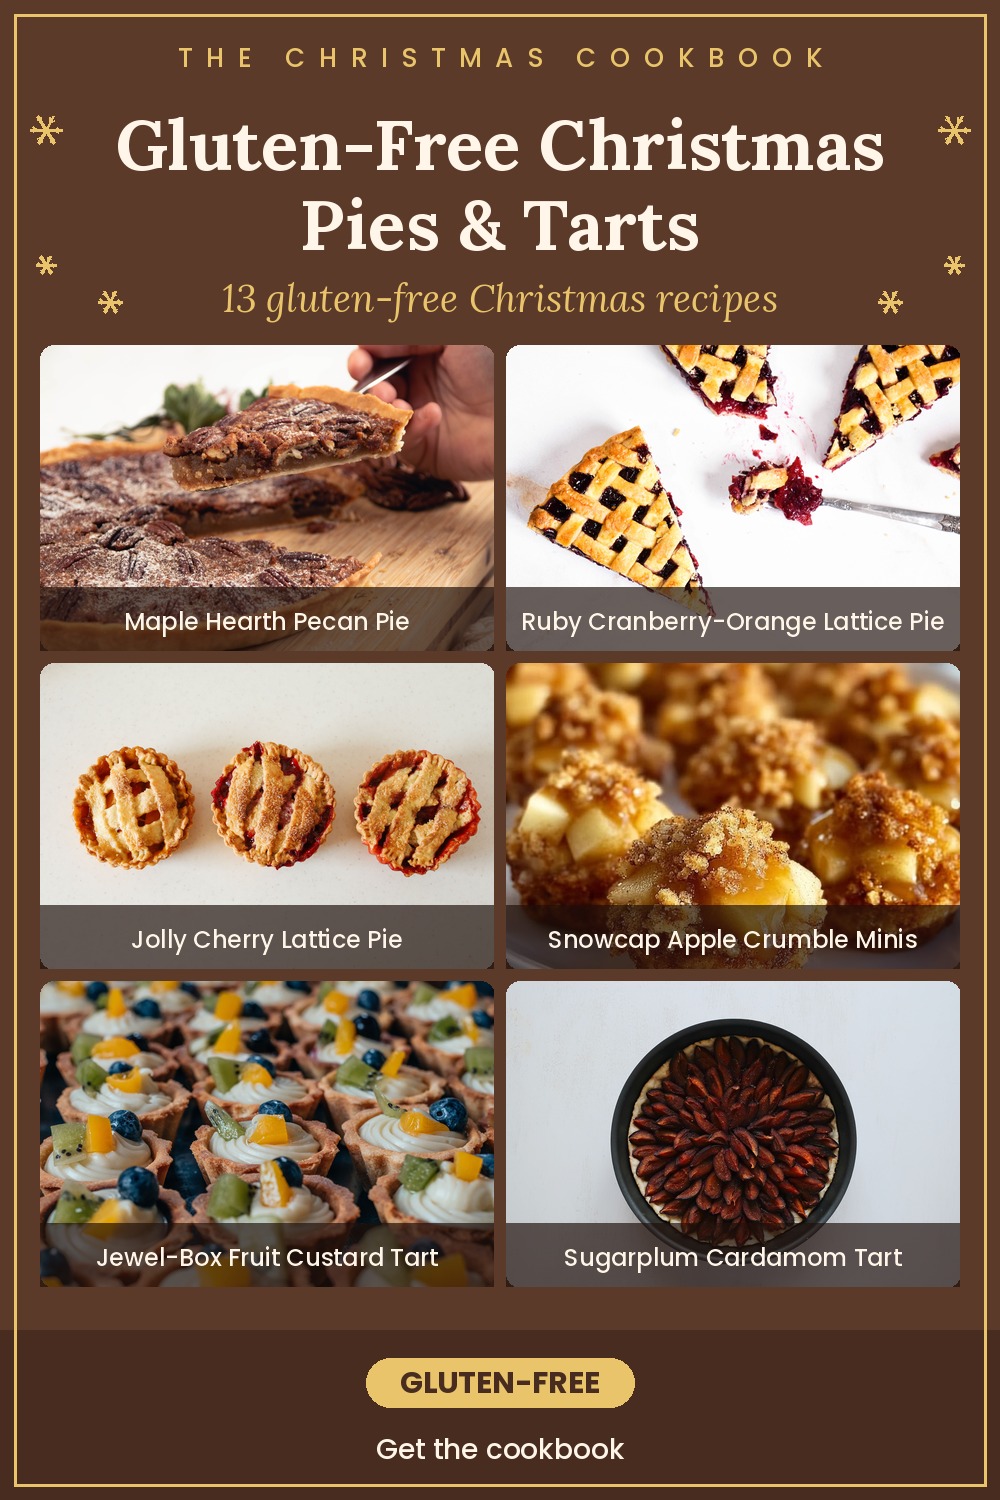 THE CHRISTMAS COOKBOOK
Gluten-Free Christmas
Pies & Tarts
13 gluten-free Christmas recipes
Maple Hearth Pecan Pie
Ruby Cranberry-Orange Lattice Pie
Jolly Cherry Lattice Pie
Snowcap Apple Crumble Minis
Jewel-Box Fruit Custard Tart
Sugarplum Cardamom Tart
GLUTEN-FREE
Get the cookbook